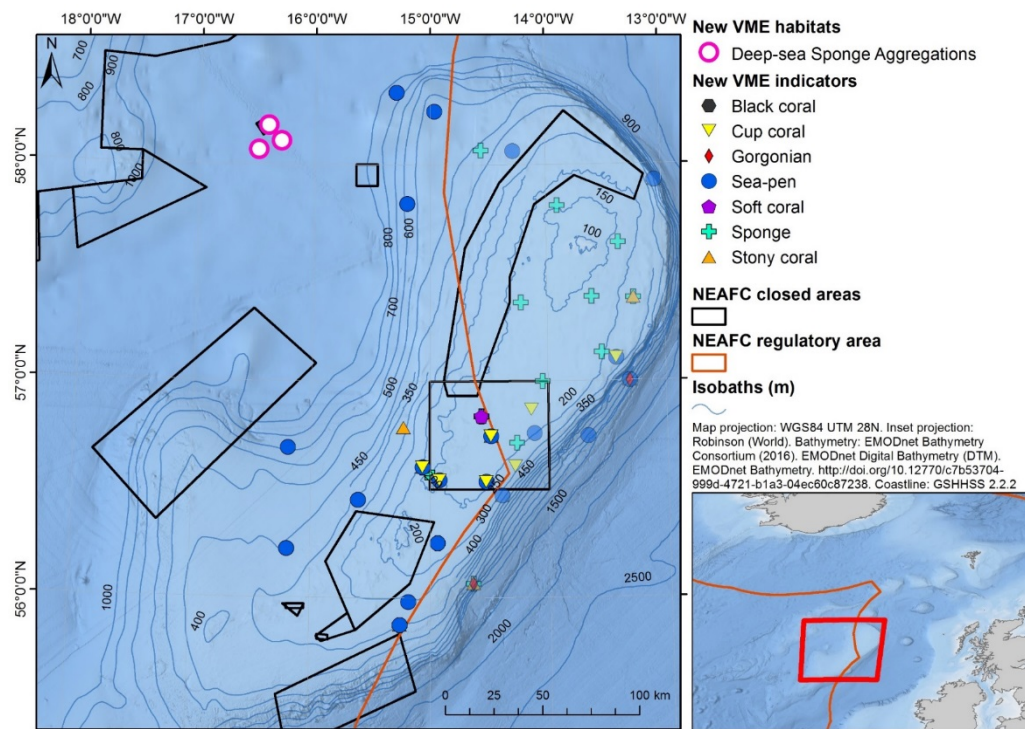 18°0'0"W
17°0'0"W
16°0'0"W
15°0'0"W
14°0'0"W
13°0'0"W
58°0'0"N
57°0'0"N
56°0'0"N
N
700
900
800
800
1000
900
800
600
150
100
700
500
350
200
350
450
450
1500
300
400
200
2500
1000
400
2000
0 25 50 100 km
New VME habitats
Deep-sea Sponge Aggregations
New VME indicators
Black coral
Cup coral
Gorgonian
Sea-pen
Soft coral
Sponge
Stony coral
NEAFC closed areas
NEAFC regulatory area
Isobaths (m)
Map projection: WGS84 UTM 28N. Inset projection:
Robinson (World). Bathymetry: EMODnet Bathymetry
Consortium (2016). EMODnet Digital Bathymetry (DTM).
EMODnet Bathymetry. http://doi.org/10.12770/c7b53704-
999d-4721-b1a3-04ec60c87238. Coastline: GSHHSS 2.2.2